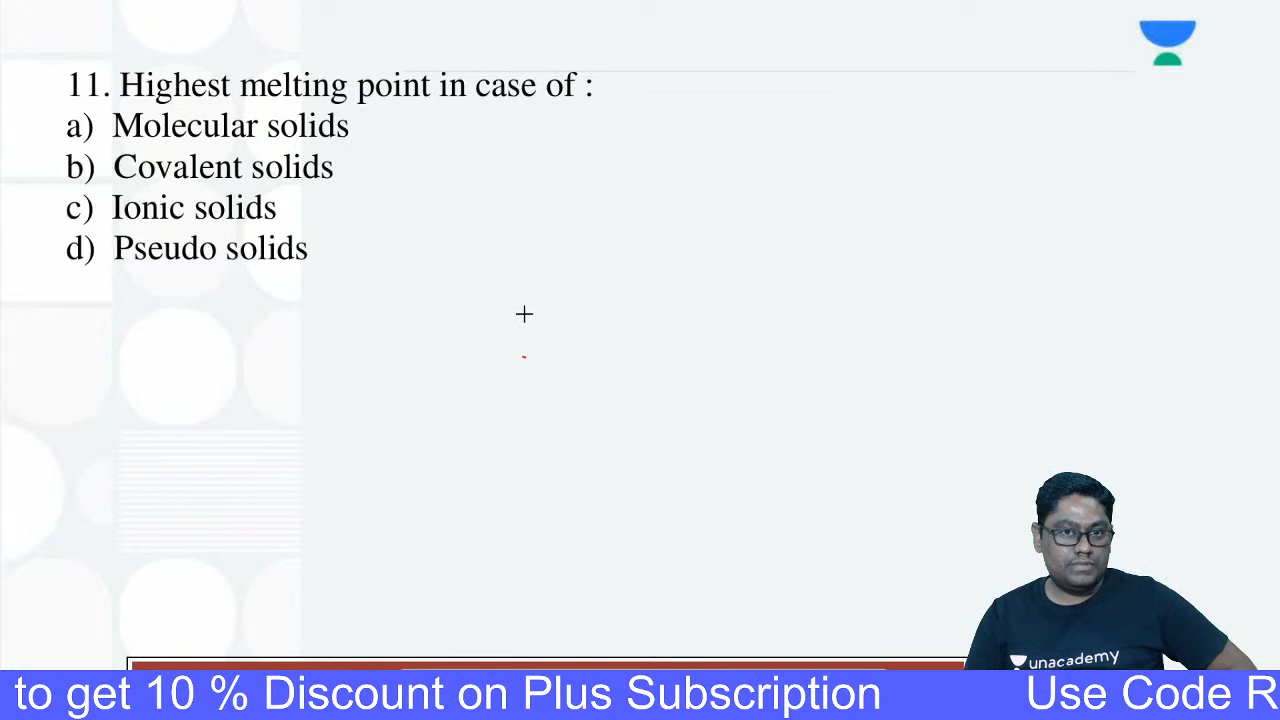 11. Highest melting point in case of :
a) Molecular solids
b) Covalent solids
c) Ionic solids
d) Pseudo solids
unacademy
to get 10 % Discount on Plus Subscription Use Code R